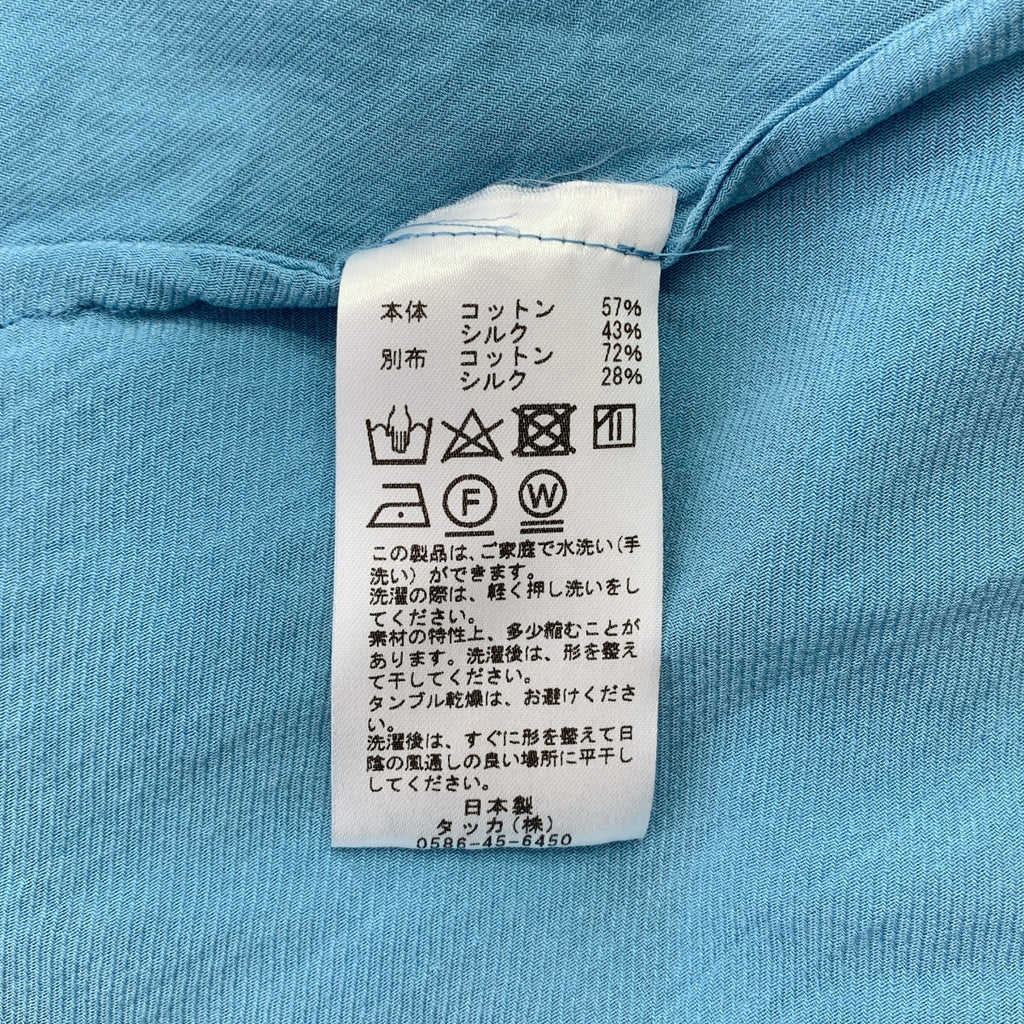 本体 コットン 57%
シルク 43%
別布 コットン 72%
シルク 28%
F W
この製品は、ご家庭で水洗い(手
洗い)ができます。
洗濯の際は、軽く押し洗いをし
てください。
素材の特性上、多少縮むことが
あります。洗濯後は、形を整え
て干してください。
タンブル乾燥は、お避けくださ
い。
洗濯後は、すぐに形を整えて日
陰の風通しの良い場所に平干し
してください。
日本製
タッカ(株)
0586-45-6450